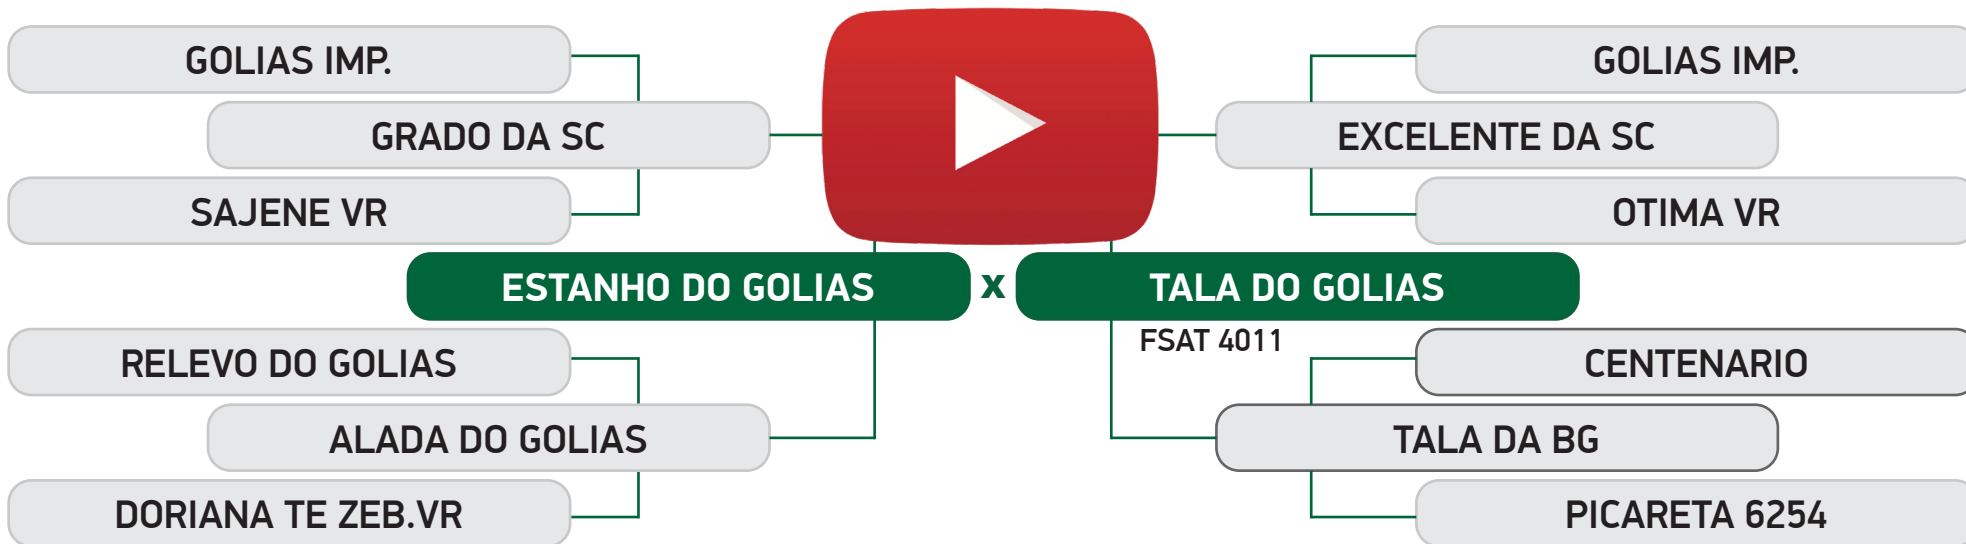 GOLIAS IMP.
GRADO DA SC
SAJENE VR
GOLIAS IMP.
EXCELENTE DA SC
OTIMA VR
ESTANHO DO GOLIAS x TALA DO GOLIAS
FSAT 4011
RELEVO DO GOLIAS
ALADA DO GOLIAS
DORIANA TE ZEB.VR
CENTENARIO
TALA DA BG
PICARETA 6254